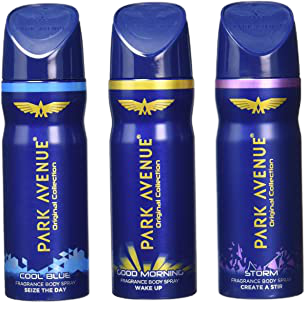 PARK AVENUE®
Original Collection
COOL BLUE
FRAGRANCE BODY SPRAY
SEIZE THE DAY
PARK AVENUE®
Original Collection
GOOD MORNING
FRAGRANCE BODY SPRAY
WAKE UP
PARK AVENUE®
Original Collection
STORM
FRAGRANCE BODY SPRAY
CREATE A STIR